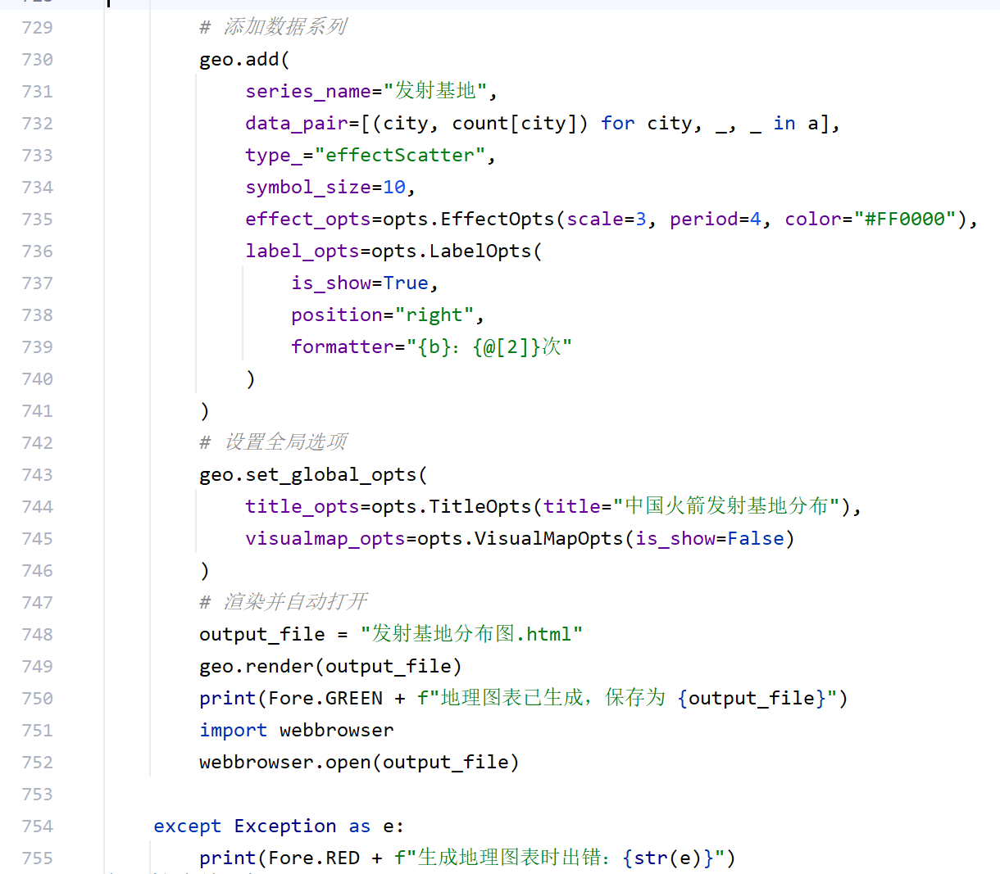 729 # 添加数据系列
730 geo.add(
731 series_name="发射基地",
732 data_pair=[(city, count[city]) for city, _, _ in a],
733 type_="effectScatter",
734 symbol_size=10,
735 effect_opts=opts.EffectOpts(scale=3, period=4, color="#FF0000"),
736 label_opts=opts.LabelOpts(
737 is_show=True,
738 position="right",
739 formatter="{b}：{@[2]}次"
740 )
741 )
742 # 设置全局选项
743 geo.set_global_opts(
744 title_opts=opts.TitleOpts(title="中国火箭发射基地分布"),
745 visualmap_opts=opts.VisualMapOpts(is_show=False)
746 )
747 # 渲染并自动打开
748 output_file = "发射基地分布图.html"
749 geo.render(output_file)
750 print(Fore.GREEN + f"地理图表已生成，保存为 {output_file}")
751 import webbrowser
752 webbrowser.open(output_file)
753
754 except Exception as e:
755 print(Fore.RED + f"生成地理图表时出错：{str(e)}")